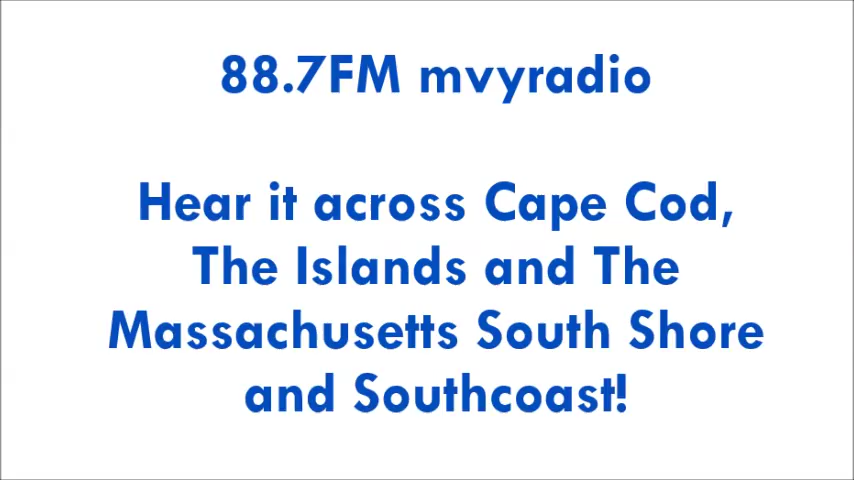 88.7FM mvyradio
Hear it across Cape Cod,
The Islands and The
Massachusetts South Shore
and Southcoast!